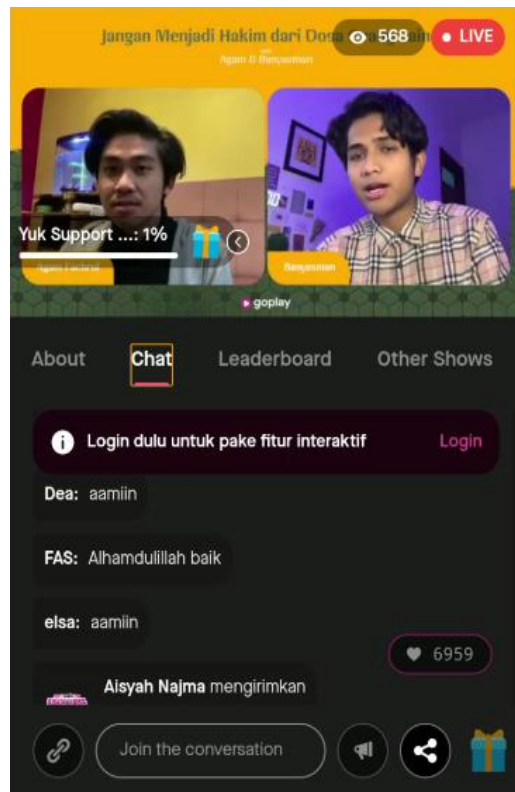 Jangan Menjadi Hakim dari Dosa
568
LIVE
Agam & Banyusuman
Yuk Support ...: 1%
goplay
About
Chat
Leaderboard
Other Shows
Login dulu untuk pake fitur interaktif
Login
Dea: aamiin
FAS: Alhamdulillah baik
elsa: aamiin
6959
Aisyah Najma mengirimkan
Join the conversation